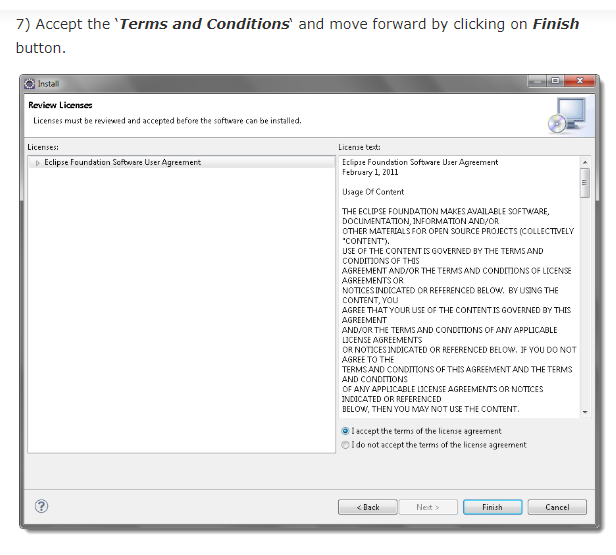 7) Accept the ‘Terms and Conditions‘ and move forward by clicking on Finish
button.
Install
Review Licenses
Licenses must be reviewed and accepted before the software can be installed.
Licenses:
Eclipse Foundation Software User Agreement
License text:
Eclipse Foundation Software User Agreement
February 1, 2011
Usage Of Content
THE ECLIPSE FOUNDATION MAKES AVAILABLE SOFTWARE,
DOCUMENTATION, INFORMATION AND/OR
OTHER MATERIALS FOR OPEN SOURCE PROJECTS (COLLECTIVELY
"CONTENT").
USE OF THE CONTENT IS GOVERNED BY THE TERMS AND
CONDITIONS OF THIS
AGREEMENT AND/OR THE TERMS AND CONDITIONS OF LICENSE
AGREEMENTS OR
NOTICES INDICATED OR REFERENCED BELOW. BY USING THE
CONTENT, YOU
AGREE THAT YOUR USE OF THE CONTENT IS GOVERNED BY THIS
AGREEMENT
AND/OR THE TERMS AND CONDITIONS OF ANY APPLICABLE
LICENSE AGREEMENTS
OR NOTICES INDICATED OR REFERENCED BELOW. IF YOU DO NOT
AGREE TO THE
TERMS AND CONDITIONS OF THIS AGREEMENT AND THE TERMS
AND CONDITIONS
OF ANY APPLICABLE LICENSE AGREEMENTS OR NOTICES
INDICATED OR REFERENCED
BELOW, THEN YOU MAY NOT USE THE CONTENT.
I accept the terms of the license agreement
I do not accept the terms of the license agreement
?
< Back
Next >
Finish
Cancel